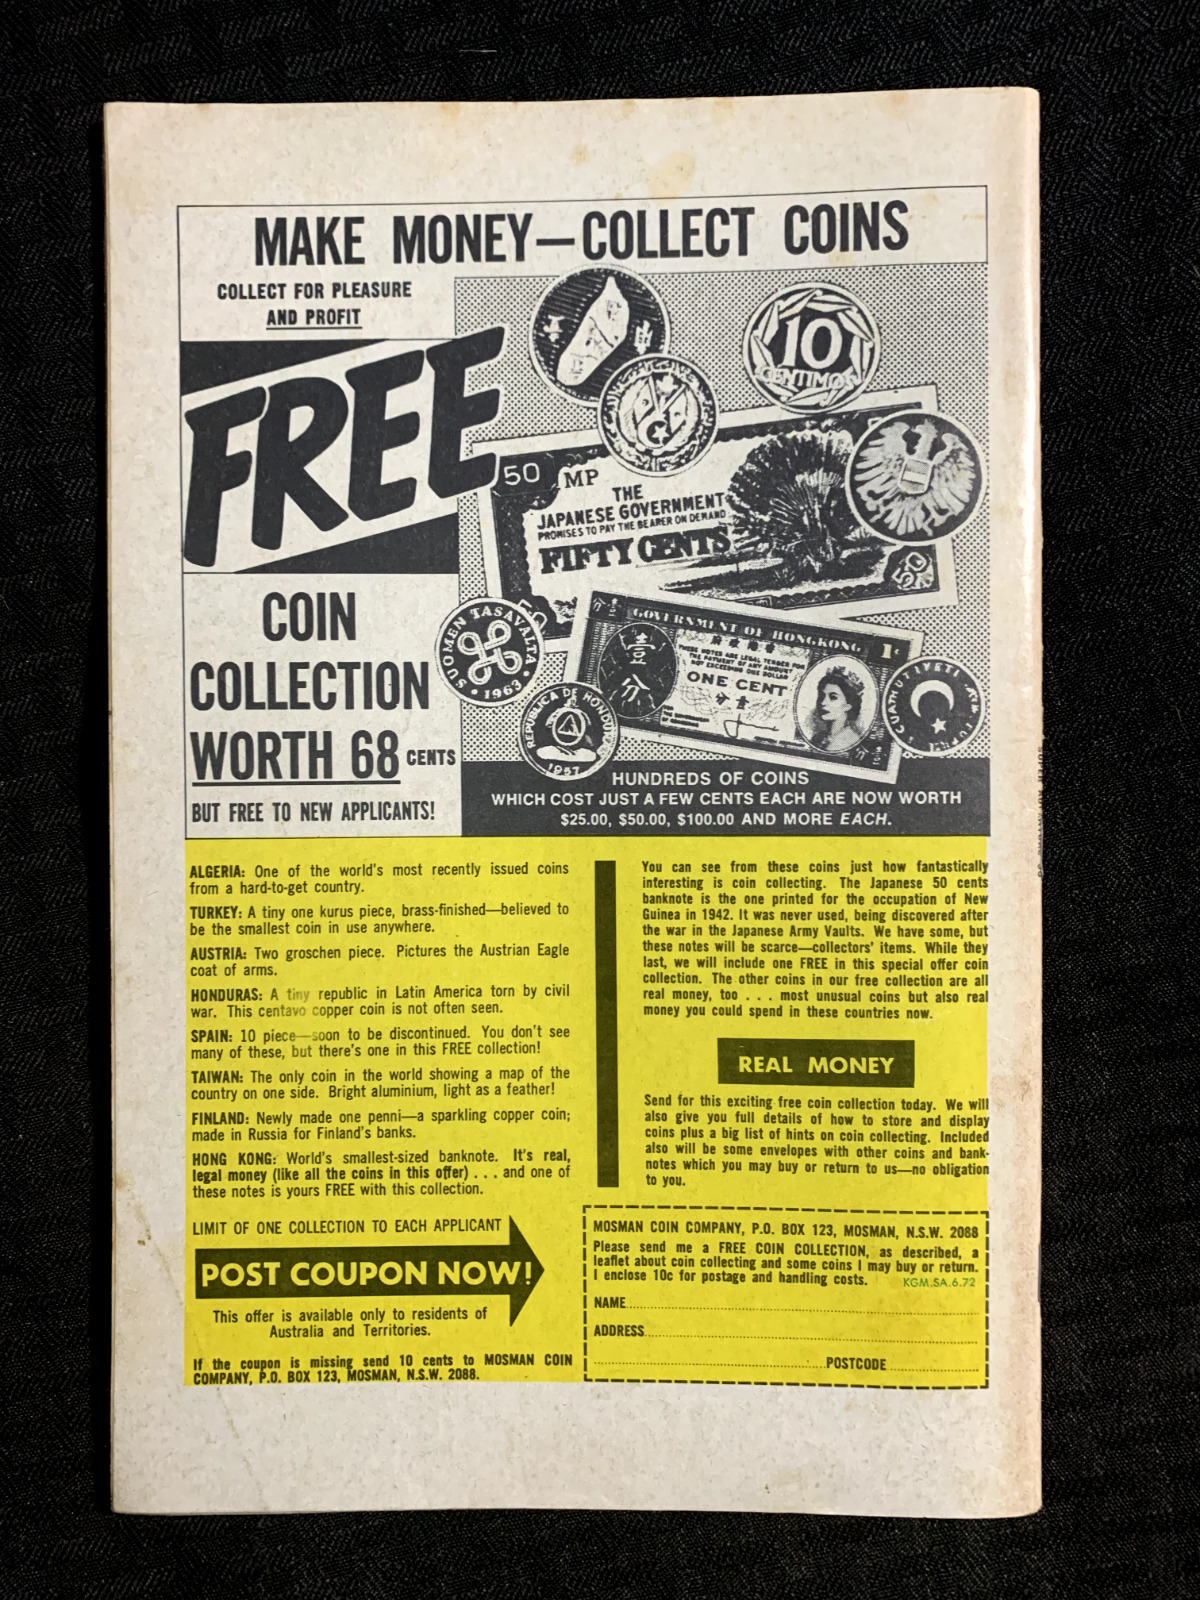 MAKE MONEY—COLLECT COINS
COLLECT FOR PLEASURE
AND PROFIT
FREE
COIN
COLLECTION
WORTH 68 CENTS
BUT FREE TO NEW APPLICANTS!
10
CENTIMOS
50 MP
THE
JAPANESE GOVERNMENT
PROMISES TO PAY THE BEARER ON DEMAND
FIFTY CENTS
50
50
SUOMEN TASAVALTA
• 1963 •
REPUBLICA DE HONDURAS
1957
GOVERNMENT OF HONGKONG
1¢
THESE NOTES ARE LEGAL TENDER FOR
THE PAYMENT OF ANY AMOUNT
NOT EXCEEDING ONE DOLLAR
ONE CENT
壹
分
HUNDREDS OF COINS
WHICH COST JUST A FEW CENTS EACH ARE NOW WORTH
$25.00, $50.00, $100.00 AND MORE EACH.
ALGERIA: One of the world's most recently issued coins
from a hard-to-get country.
TURKEY: A tiny one kurus piece, brass-finished—believed to
be the smallest coin in use anywhere.
AUSTRIA: Two groschen piece. Pictures the Austrian Eagle
coat of arms.
HONDURAS: A tiny republic in Latin America torn by civil
war. This centavo copper coin is not often seen.
SPAIN: 10 piece—soon to be discontinued. You don't see
many of these, but there's one in this FREE collection!
TAIWAN: The only coin in the world showing a map of the
country on one side. Bright aluminium, light as a feather!
FINLAND: Newly made one penni—a sparkling copper coin;
made in Russia for Finland's banks.
HONG KONG: World's smallest-sized banknote. It's real,
legal money (like all the coins in this offer) . . . and one of
these notes is yours FREE with this collection.
LIMIT OF ONE COLLECTION TO EACH APPLICANT
POST COUPON NOW!
This offer is available only to residents of
Australia and Territories.
If the coupon is missing send 10 cents to MOSMAN COIN
COMPANY, P.O. BOX 123, MOSMAN, N.S.W. 2088.
You can see from these coins just how fantastically
interesting is coin collecting. The Japanese 50 cents
banknote is the one printed for the occupation of New
Guinea in 1942. It was never used, being discovered after
the war in the Japanese Army Vaults. We have some, but
these notes will be scarce—collectors' items. While they
last, we will include one FREE in this special offer coin
collection. The other coins in our free collection are all
real money, too . . . most unusual coins but also real
money you could spend in these countries now.
REAL MONEY
Send for this exciting free coin collection today. We will
also give you full details of how to store and display
coins plus a big list of hints on coin collecting. Included
also will be some envelopes with other coins and bank-
notes which you may buy or return to us—no obligation
to you.
MOSMAN COIN COMPANY, P.O. BOX 123, MOSMAN, N.S.W. 2088
Please send me a FREE COIN COLLECTION, as described, a
leaflet about coin collecting and some coins I may buy or return.
I enclose 10c for postage and handling costs. KGM.SA.6.72
NAME
ADDRESS
POSTCODE